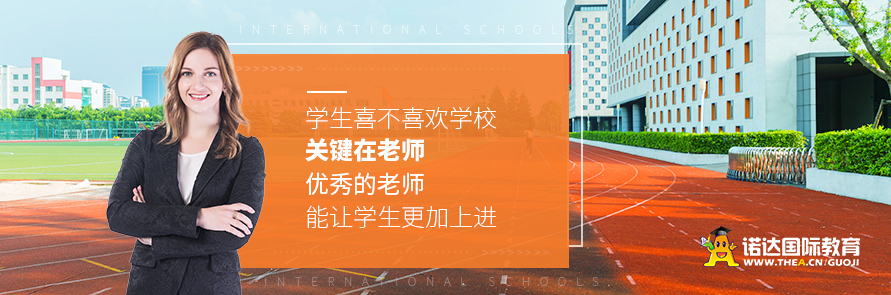 INTERNATIONAL SCHOOLS
学生喜不喜欢学校
关键在老师
优秀的老师
能让学生更加上进
诺达国际教育
WWW.THEA.CN/GUOJI
INTERNATIONAL SCHOOLS.